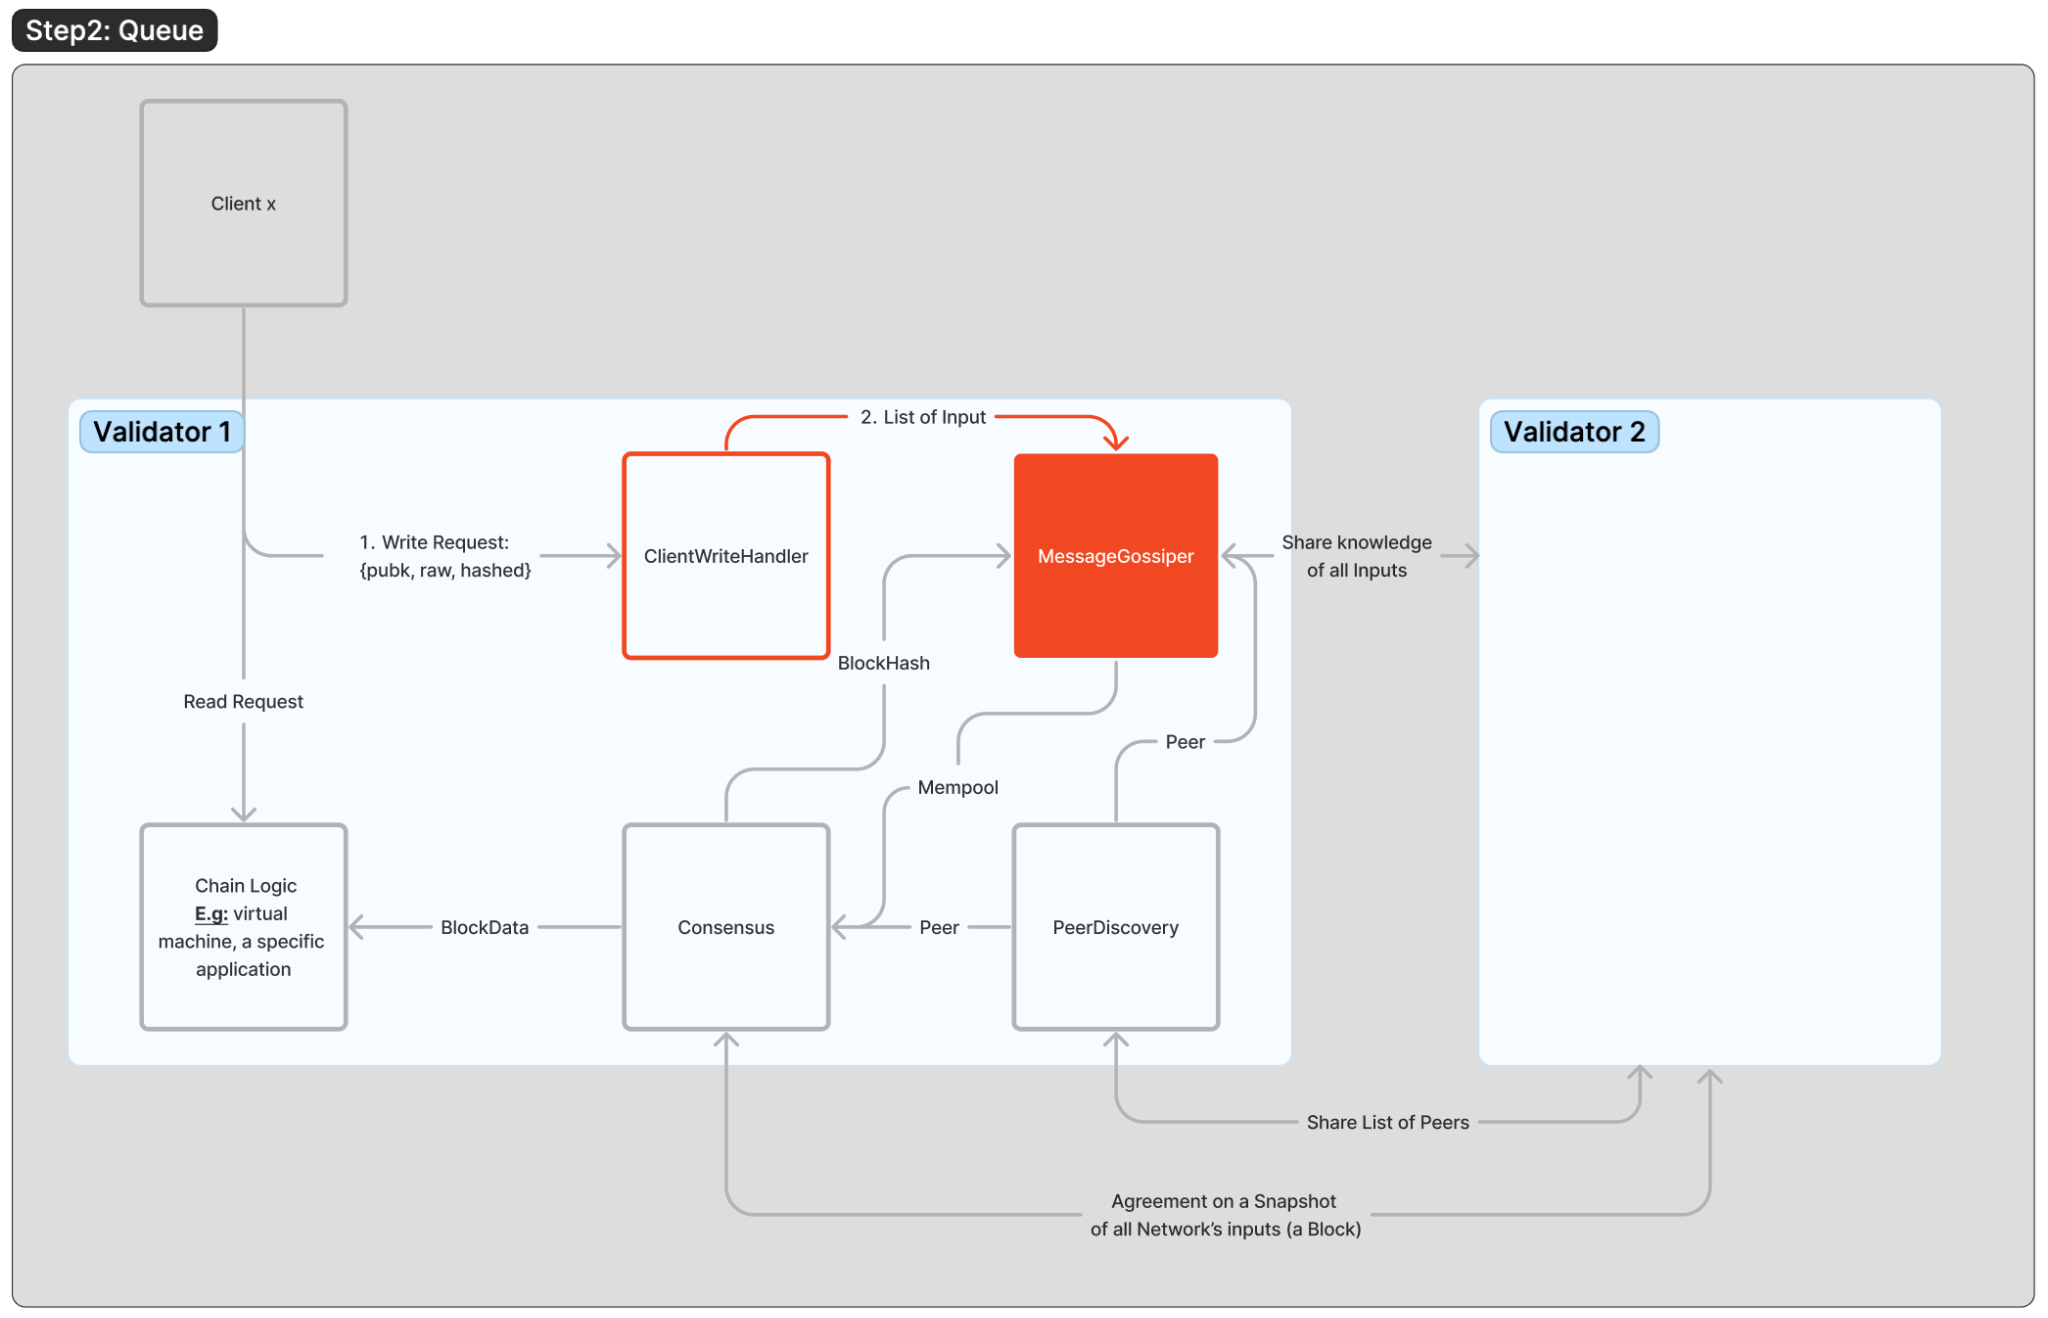 Step2: Queue
Client x
Validator 1
2. List of Input
Validator 2
1. Write Request:
{pubk, raw, hashed}
ClientWriteHandler
MessageGossiper
Share knowledge
of all Inputs
BlockHash
Read Request
Peer
Mempool
Chain Logic
E.g: virtual
machine, a specific
application
BlockData
Consensus
Peer
PeerDiscovery
Share List of Peers
Agreement on a Snapshot
of all Network’s inputs (a Block)